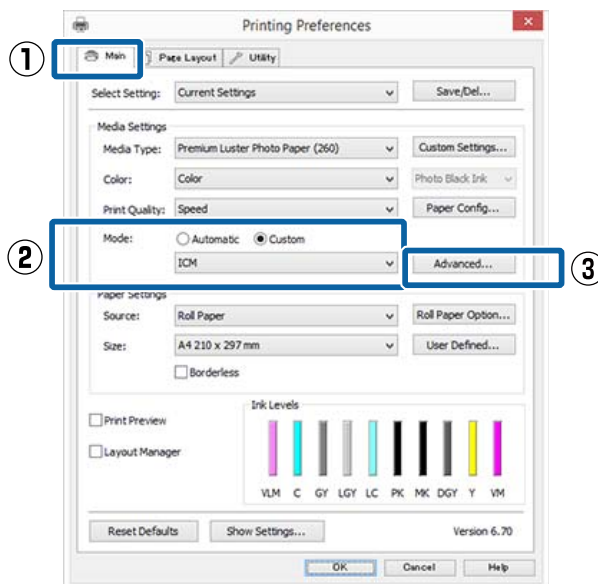 Printing Preferences
①
Main Page Layout Utility
Select Setting: Current Settings Save/Del...
Media Settings
Media Type: Premium Luster Photo Paper (260) Custom Settings...
Color: Color Photo Black Ink
Print Quality: Speed Paper Config...
②
Mode: Automatic Custom
ICM Advanced...
③
Paper Settings
Source: Roll Paper Roll Paper Option...
Size: A4 210 x 297 mm User Defined...
Borderless
Print Preview
Layout Manager
Ink Levels
VLM C GY LGY LC PK MK DGY Y VM
Reset Defaults Show Settings... Version 6.70
OK Cancel Help